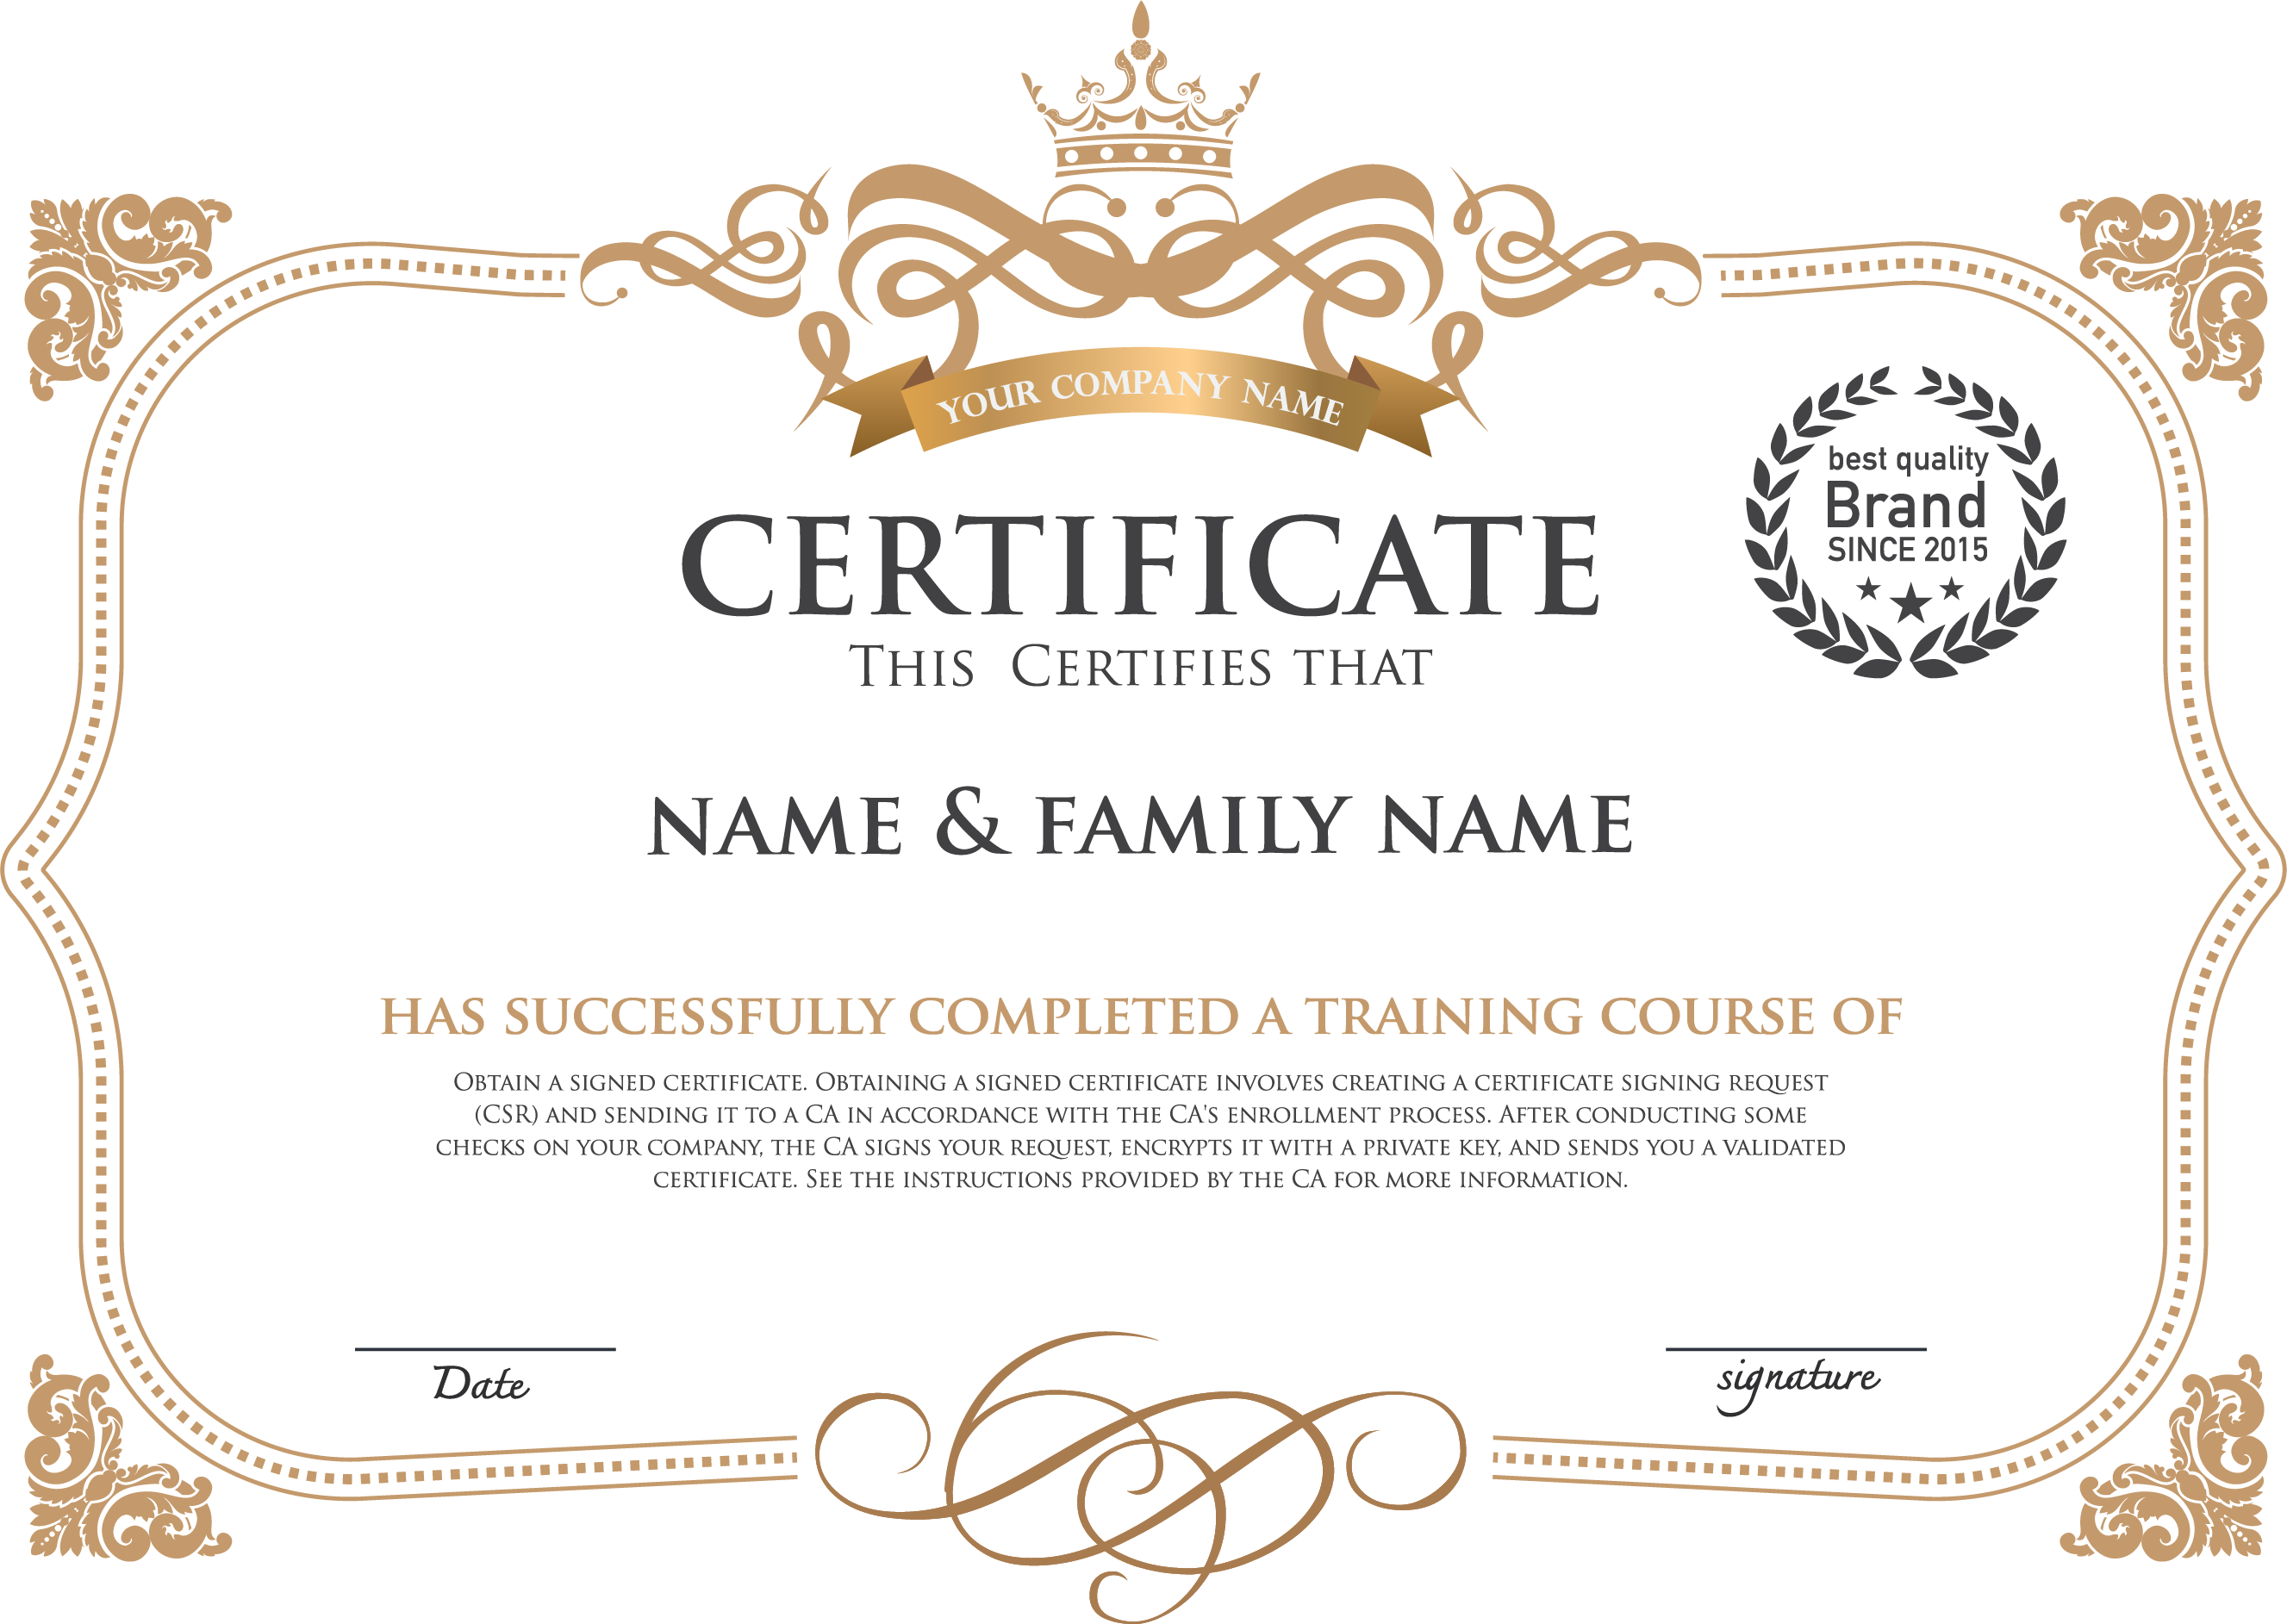 YOUR COMPANY NAME
best quality
Brand
SINCE 2015
CERTIFICATE
THIS CERTIFIES THAT
NAME & FAMILY NAME
HAS SUCCESSFULLY COMPLETED A TRAINING COURSE OF
OBTAIN A SIGNED CERTIFICATE. OBTAINING A SIGNED CERTIFICATE INVOLVES CREATING A CERTIFICATE SIGNING REQUEST
(CSR) AND SENDING IT TO A CA IN ACCORDANCE WITH THE CA'S ENROLLMENT PROCESS. AFTER CONDUCTING SOME
CHECKS ON YOUR COMPANY, THE CA SIGNS YOUR REQUEST, ENCRYPTS IT WITH A PRIVATE KEY, AND SENDS YOU A VALIDATED
CERTIFICATE. SEE THE INSTRUCTIONS PROVIDED BY THE CA FOR MORE INFORMATION.
Date
signature